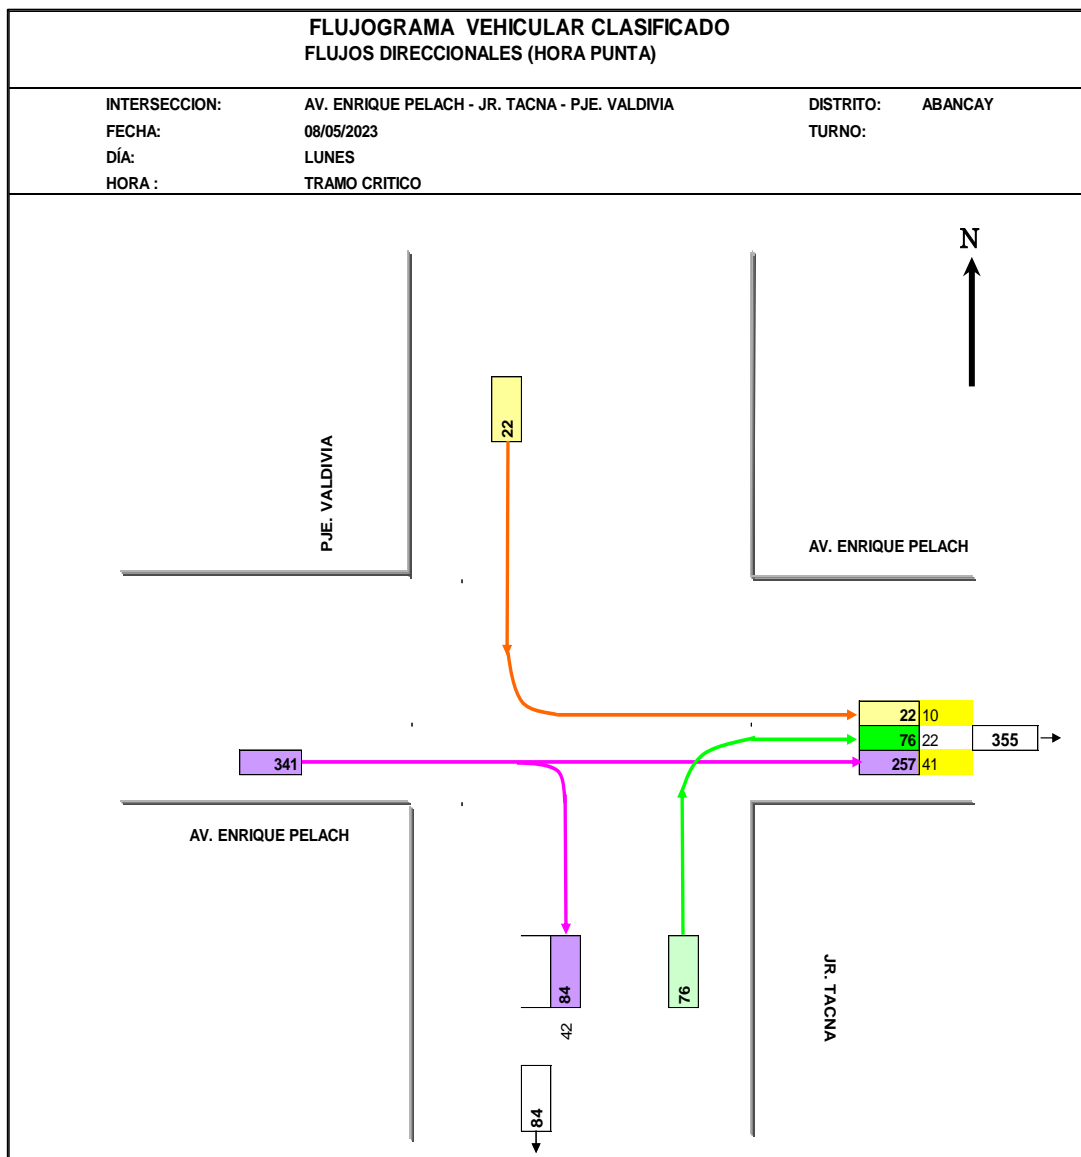 FLUJOGRAMA  VEHICULAR CLASIFICADO
FLUJOS DIRECCIONALES (HORA PUNTA)
INTERSECCION: AV. ENRIQUE PELACH - JR. TACNA - PJE. VALDIVIA DISTRITO: ABANCAY
FECHA: 08/05/2023 TURNO:
DÍA: LUNES
HORA : TRAMO CRITICO
N
22
PJE. VALDIVIA
AV. ENRIQUE PELACH
22 10
76 22 355
341 257 41
AV. ENRIQUE PELACH
84
76
JR. TACNA
42
84